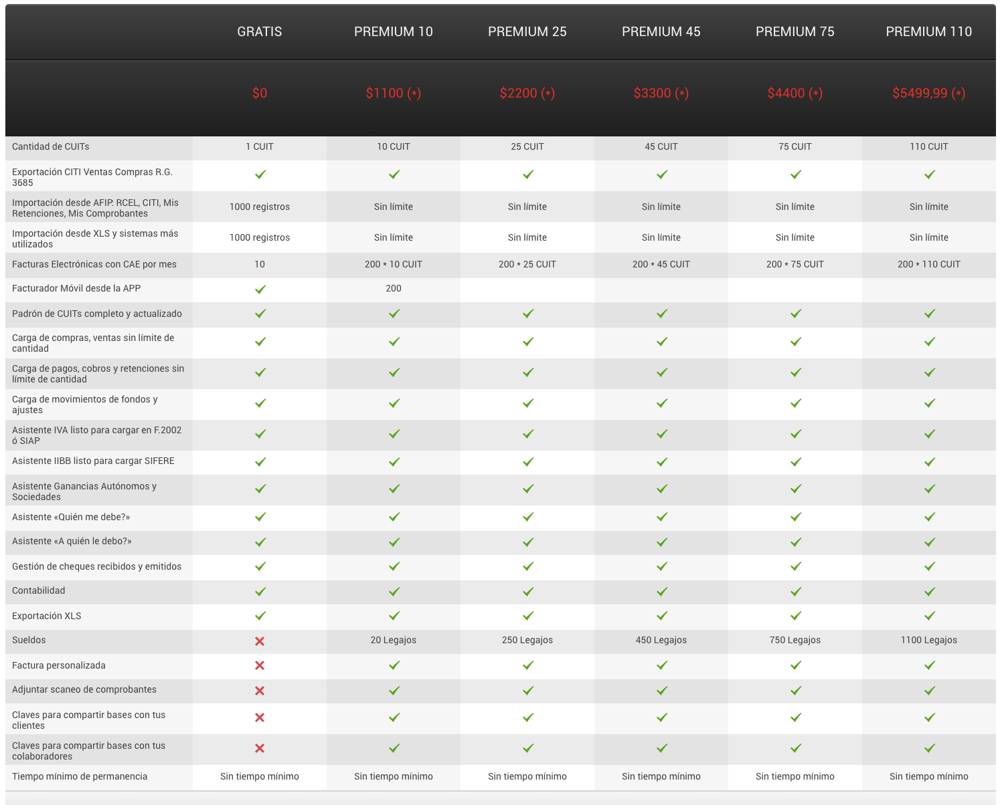 GRATIS PREMIUM 10 PREMIUM 25 PREMIUM 45 PREMIUM 75 PREMIUM 110
$0 $1100 (*) $2200 (*) $3300 (*) $4400 (*) $5499,99 (*)
Cantidad de CUITs 1 CUIT 10 CUIT 25 CUIT 45 CUIT 75 CUIT 110 CUIT
Exportación CITI Ventas Compras R.G.
3685
Importación desde AFIP: RCEL, CITI, Mis
Retenciones, Mis Comprobantes
1000 registros Sin límite Sin límite Sin límite Sin límite Sin límite
Importación desde XLS y sistemas más
utilizados
1000 registros Sin límite Sin límite Sin límite Sin límite Sin límite
Facturas Electrónicas con CAE por mes 10 200 * 10 CUIT 200 * 25 CUIT 200 * 45 CUIT 200 * 75 CUIT 200 * 110 CUIT
Facturador Móvil desde la APP 200
Padrón de CUITs completo y actualizado
Carga de compras, ventas sin límite de
cantidad
Carga de pagos, cobros y retenciones sin
límite de cantidad
Carga de movimientos de fondos y
ajustes
Asistente IVA listo para cargar en F.2002
ó SIAP
Asistente IIBB listo para cargar SIFERE
Asistente Ganancias Autónomos y
Sociedades
Asistente «Quién me debe?»
Asistente «A quién le debo?»
Gestión de cheques recibidos y emitidos
Contabilidad
Exportación XLS
Sueldos 20 Legajos 250 Legajos 450 Legajos 750 Legajos 1100 Legajos
Factura personalizada
Adjuntar scaneo de comprobantes
Claves para compartir bases con tus
clientes
Claves para compartir bases con tus
colaboradores
Tiempo mínimo de permanencia Sin tiempo mínimo Sin tiempo mínimo Sin tiempo mínimo Sin tiempo mínimo Sin tiempo mínimo Sin tiempo mínimo